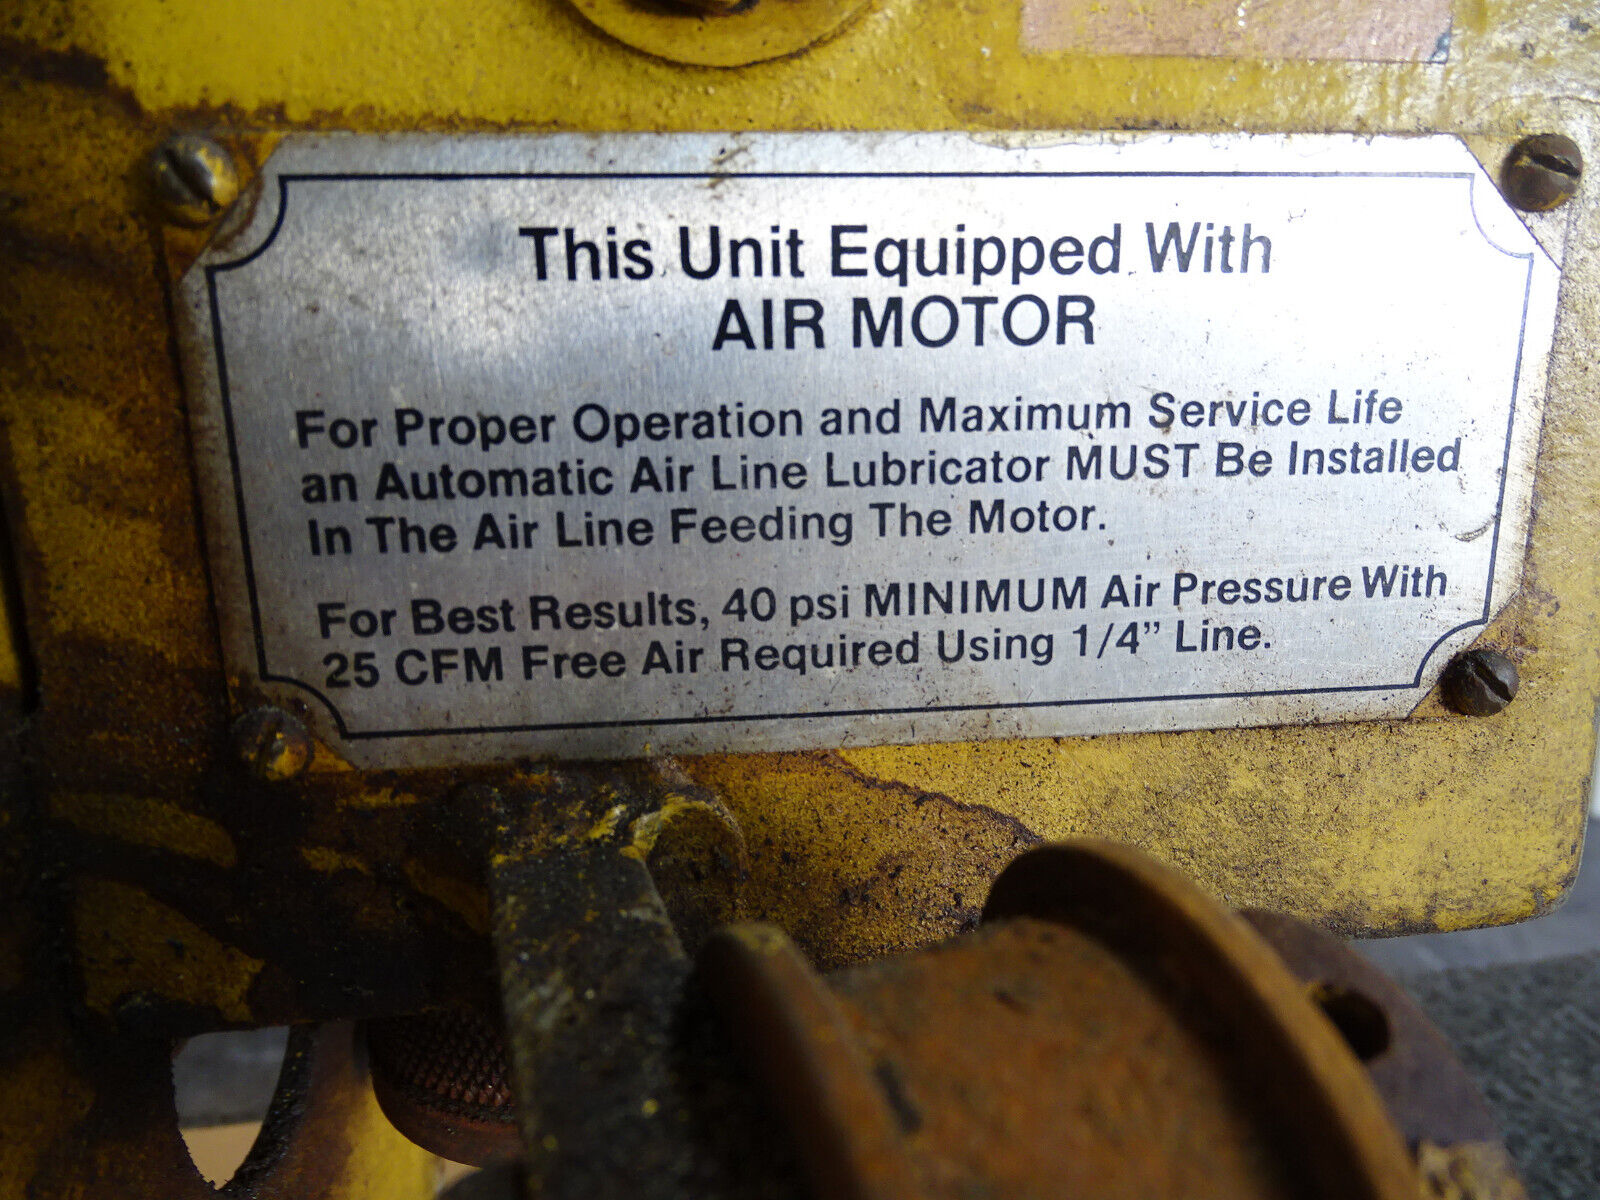 This Unit Equipped With
AIR MOTOR
For Proper Operation and Maximum Service Life
an Automatic Air Line Lubricator MUST Be Installed
In The Air Line Feeding The Motor.
For Best Results, 40 psi MINIMUM Air Pressure With
25 CFM Free Air Required Using 1/4” Line.